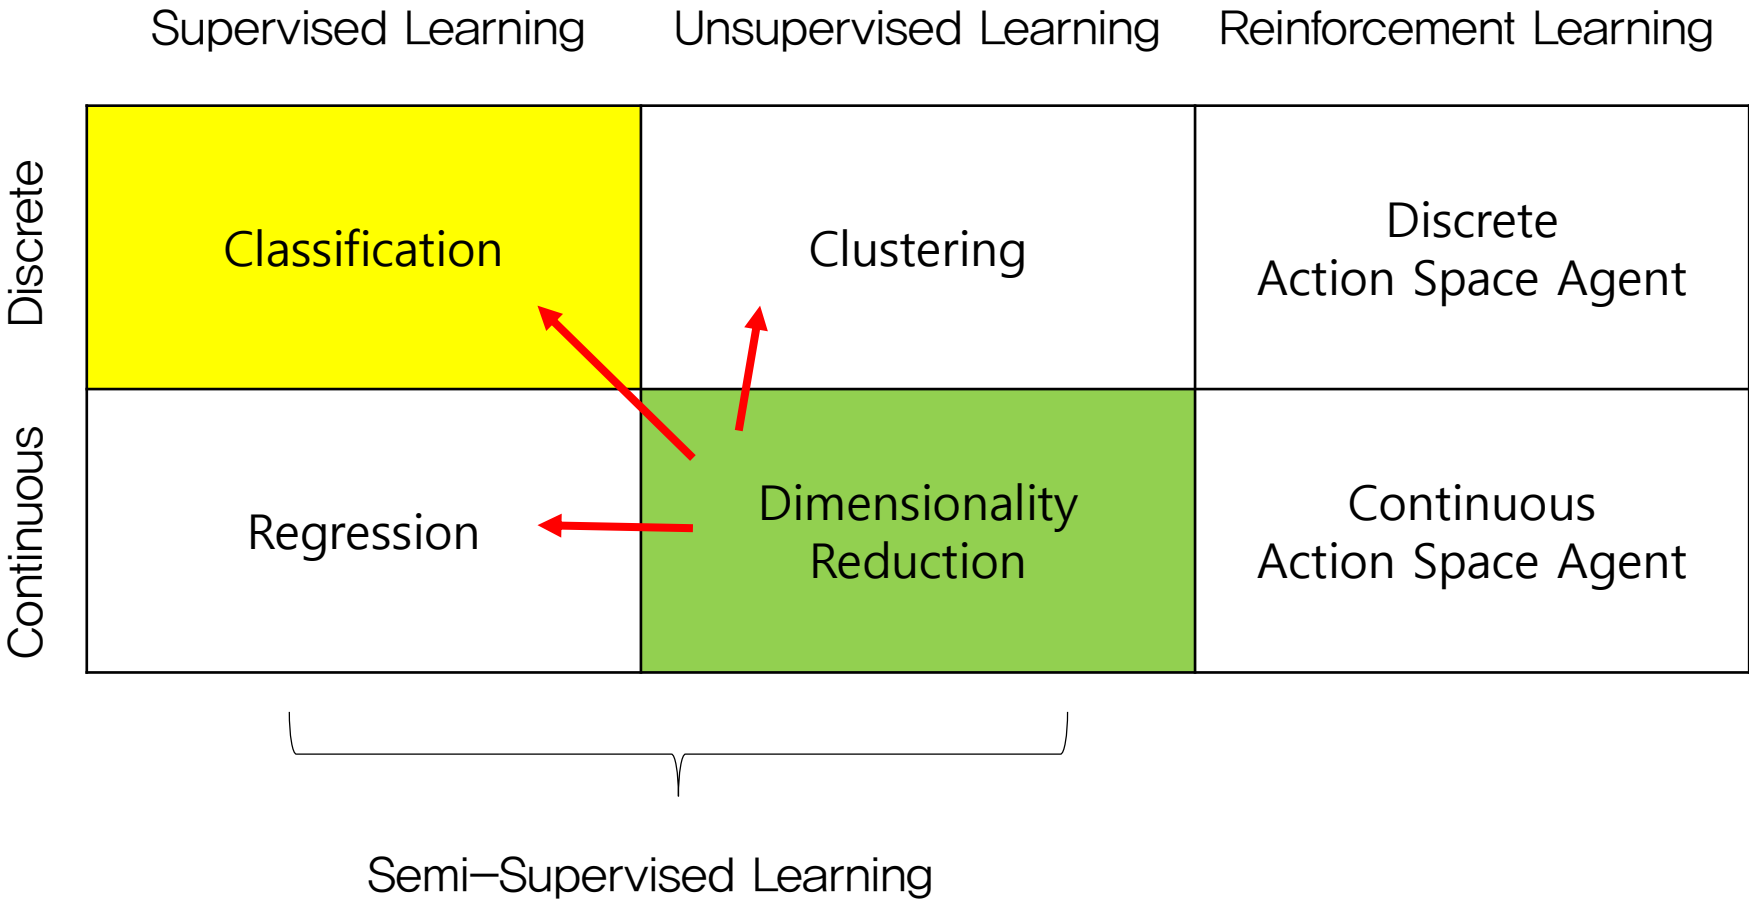 Supervised Learning
Unsupervised Learning
Reinforcement Learning
Discrete
Classification
Clustering
Discrete
Action Space Agent
Continuous
Regression
Dimensionality
Reduction
Continuous
Action Space Agent
Semi-Supervised Learning